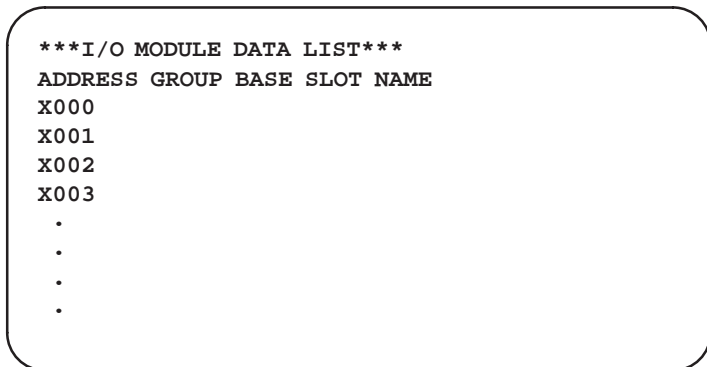 ***I/O MODULE DATA LIST***
ADDRESS GROUP BASE SLOT NAME
X000
X001
X002
X003
.
.
.
.